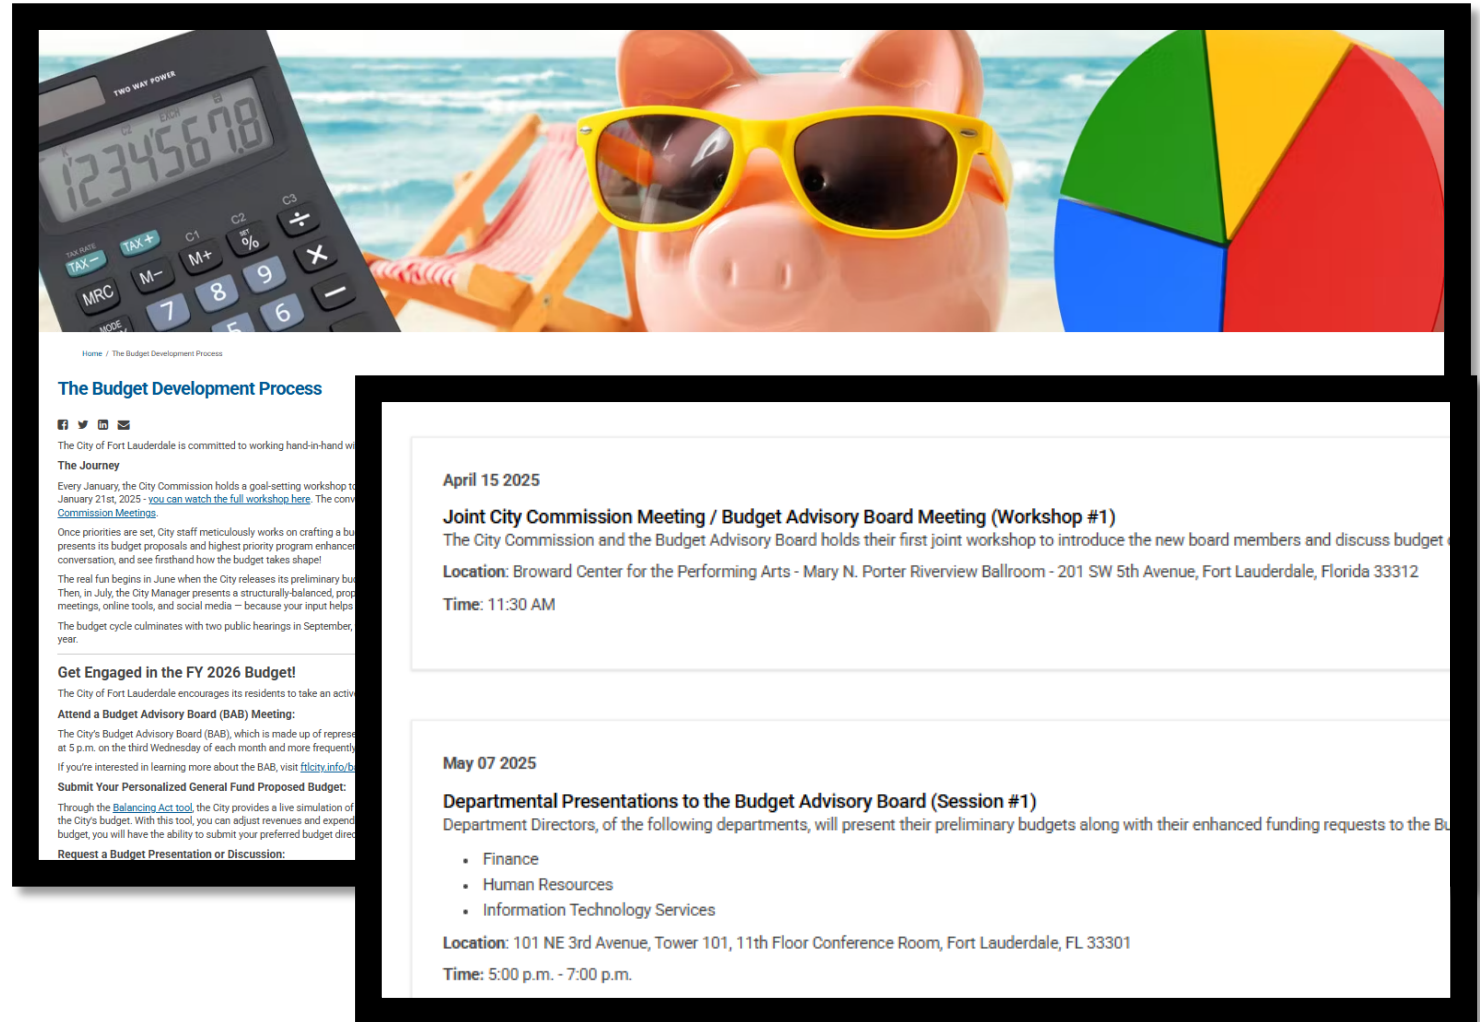 TWO WAY POWER
C2 EACH
12345678
TAX RATE
TAX− TAX+ C1 C2 C3
MRC M− M+ SET % ÷
MODE 7 8 9 ×
5 6 −
Home / The Budget Development Process
The Budget Development Process
The City of Fort Lauderdale is committed to working hand-in-hand wi
The Journey
Every January, the City Commission holds a goal-setting workshop to
January 21st, 2025 - you can watch the full workshop here. The conv
Commission Meetings.
Once priorities are set, City staff meticulously works on crafting a bu
presents its budget proposals and highest priority program enhancer
conversation, and see firsthand how the budget takes shape!
The real fun begins in June when the City releases its preliminary bud
Then, in July, the City Manager presents a structurally-balanced, prop
meetings, online tools, and social media — because your input helps
The budget cycle culminates with two public hearings in September,
year.
Get Engaged in the FY 2026 Budget!
The City of Fort Lauderdale encourages its residents to take an active
Attend a Budget Advisory Board (BAB) Meeting:
The City's Budget Advisory Board (BAB), which is made up of represe
at 5 p.m. on the third Wednesday of each month and more frequently
If you're interested in learning more about the BAB, visit ftlcity.info/ba
Submit Your Personalized General Fund Proposed Budget:
Through the Balancing Act tool, the City provides a live simulation of
the City's budget. With this tool, you can adjust revenues and expend
budget, you will have the ability to submit your preferred budget direc
Request a Budget Presentation or Discussion:
April 15 2025
Joint City Commission Meeting / Budget Advisory Board Meeting (Workshop #1)
The City Commission and the Budget Advisory Board holds their first joint workshop to introduce the new board members and discuss budget
Location: Broward Center for the Performing Arts - Mary N. Porter Riverview Ballroom - 201 SW 5th Avenue, Fort Lauderdale, Florida 33312
Time: 11:30 AM
May 07 2025
Departmental Presentations to the Budget Advisory Board (Session #1)
Department Directors, of the following departments, will present their preliminary budgets along with their enhanced funding requests to the Bu
• Finance
• Human Resources
• Information Technology Services
Location: 101 NE 3rd Avenue, Tower 101, 11th Floor Conference Room, Fort Lauderdale, FL 33301
Time: 5:00 p.m. - 7:00 p.m.